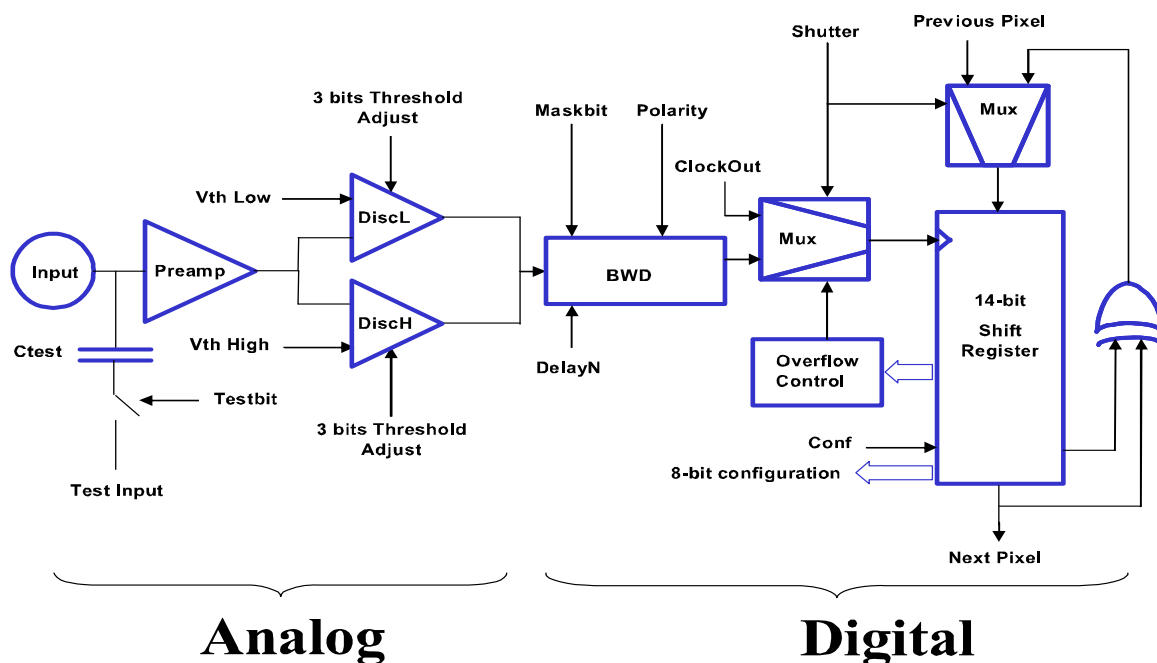 Previous Pixel
Shutter
3 bits Threshold
Adjust
Maskbit
Polarity
Mux
ClockOut
Vth Low
DiscL
Mux
Input
Preamp
BWD
14-bit
Shift
Register
DiscH
Ctest
Vth High
DelayN
Overflow
Control
Testbit
3 bits Threshold
Adjust
Conf
8-bit configuration
Test Input
Next Pixel
Analog
Digital